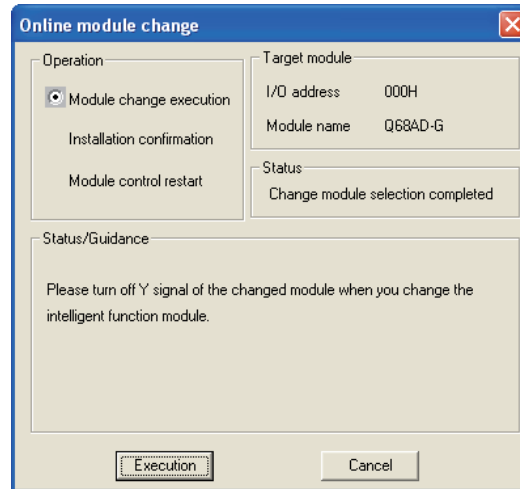 Online module change
Operation
Module change execution
Installation confirmation
Module control restart
Target module
I/O address 000H
Module name Q68AD-G
Status
Change module selection completed
Status/Guidance
Please turn off Y signal of the changed module when you change the
intelligent function module.
Execution
Cancel